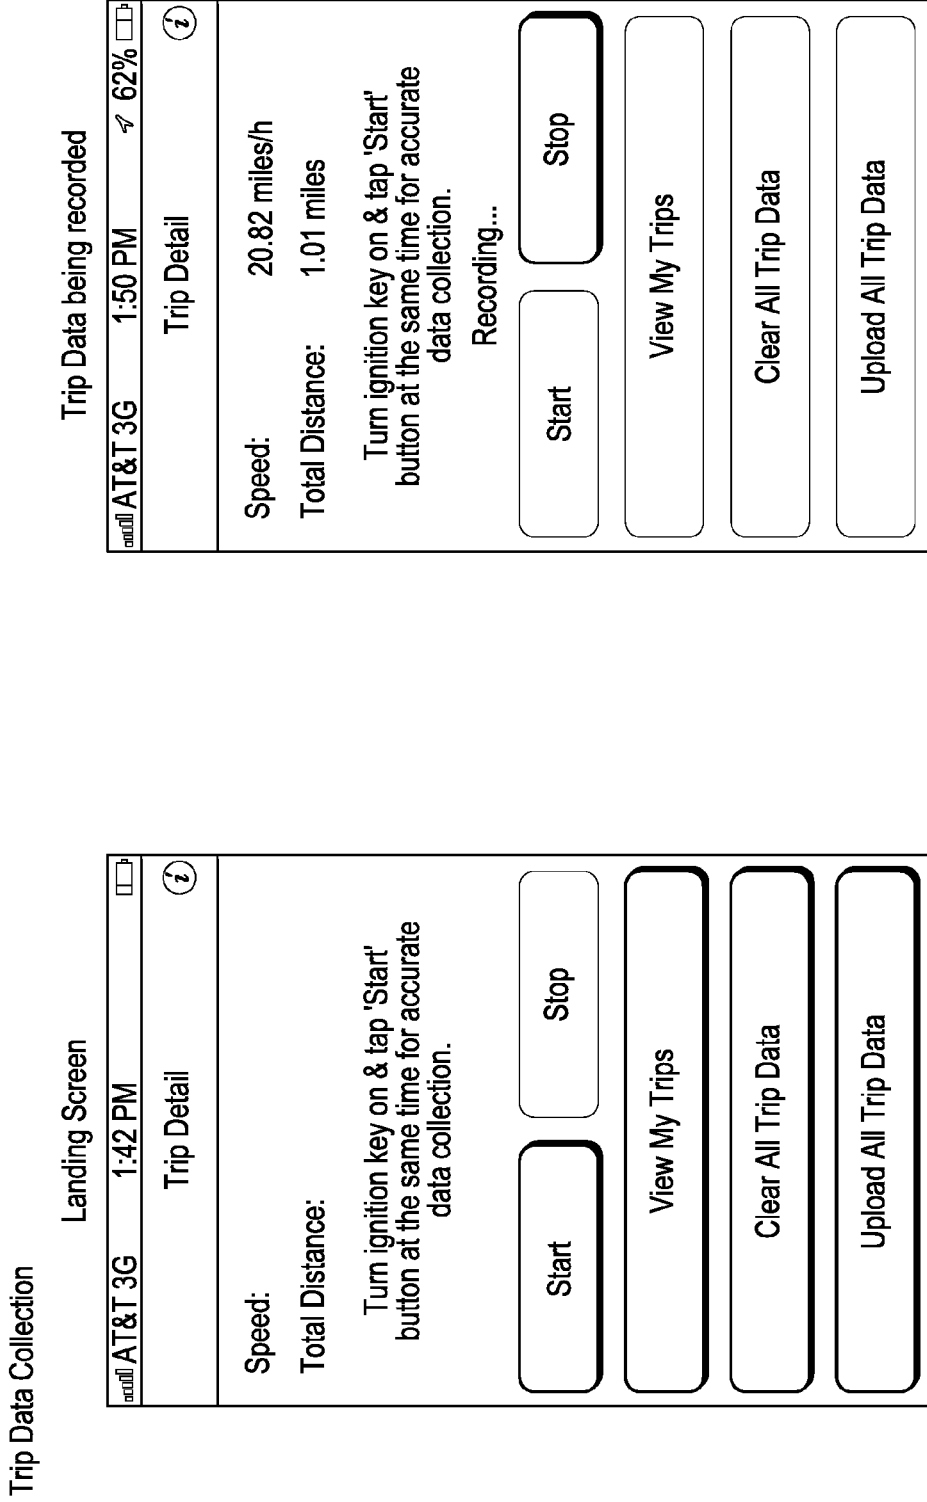 Trip Data Collection
Landing Screen
AT&T 3G 1:42 PM
Trip Detail i
Speed:
Total Distance:
Turn ignition key on & tap 'Start'
button at the same time for accurate
data collection.
Start Stop
View My Trips
Clear All Trip Data
Upload All Trip Data
Trip Data being recorded
AT&T 3G 1:50 PM 62%
Trip Detail i
Speed: 20.82 miles/h
Total Distance: 1.01 miles
Turn ignition key on & tap 'Start'
button at the same time for accurate
data collection.
Recording...
Start Stop
View My Trips
Clear All Trip Data
Upload All Trip Data